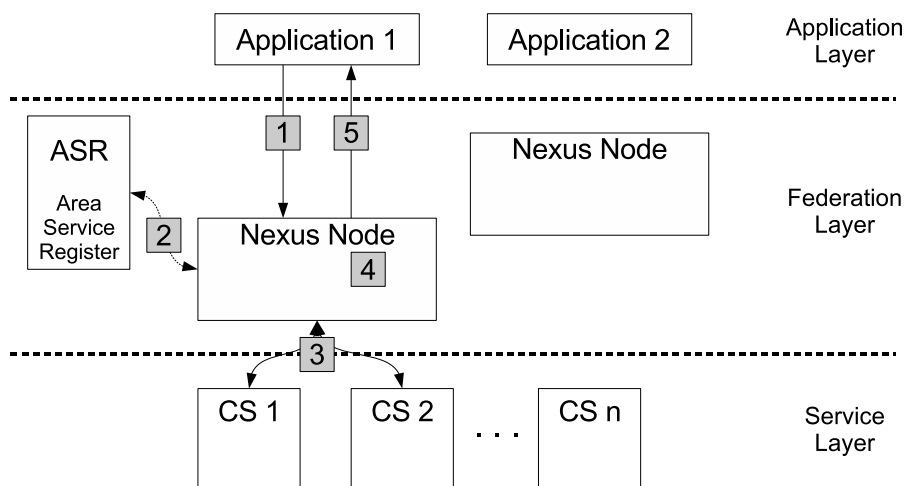 Application 1
Application 2
Application
Layer
1
5
ASR
Area
Service
Register
Nexus Node
Federation
Layer
2
Nexus Node
4
3
CS 1
CS 2
. . .
CS n
Service
Layer